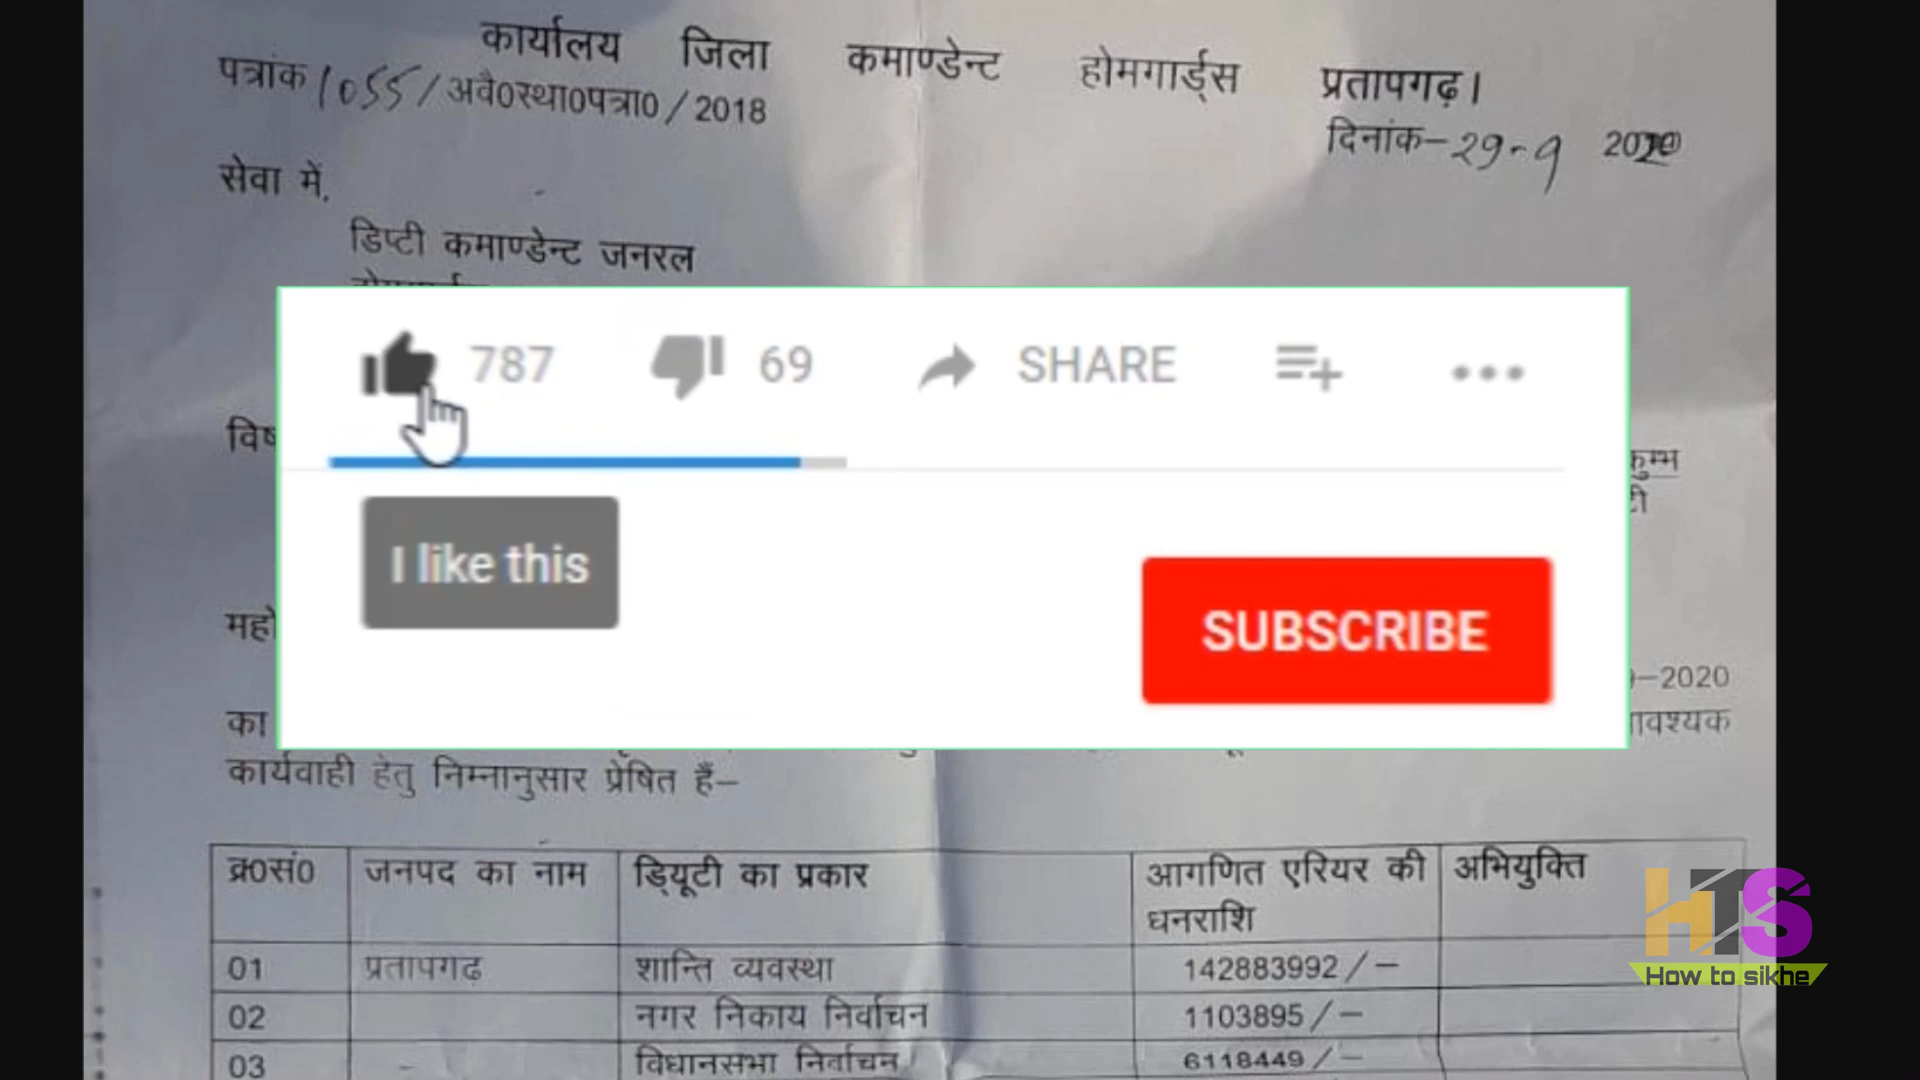 कार्यालय जिला कमाण्डेन्ट होमगार्ड्स प्रतापगढ़।
पत्रांक 1055/अवै0स्था0पत्रा0/2018
दिनांक-29-9 2020
सेवा में,
डिप्टी कमाण्डेन्ट जनरल
787 69 SHARE
I like this
SUBSCRIBE
कुम्भ
-2020
का
कार्यवाही हेतु निम्नानुसार प्रेषित हैं-
क्र0सं0 जनपद का नाम ड्यिूटी का प्रकार आगणित एरियर की धनराशि अभियुक्ति
01 प्रतापगढ शान्ति व्यवस्था 142883992/-
02 नगर निकाय निर्वाचन 1103895/-
03 विधानसभा निर्वाचन 6118449/-
HTS
How to sikhe